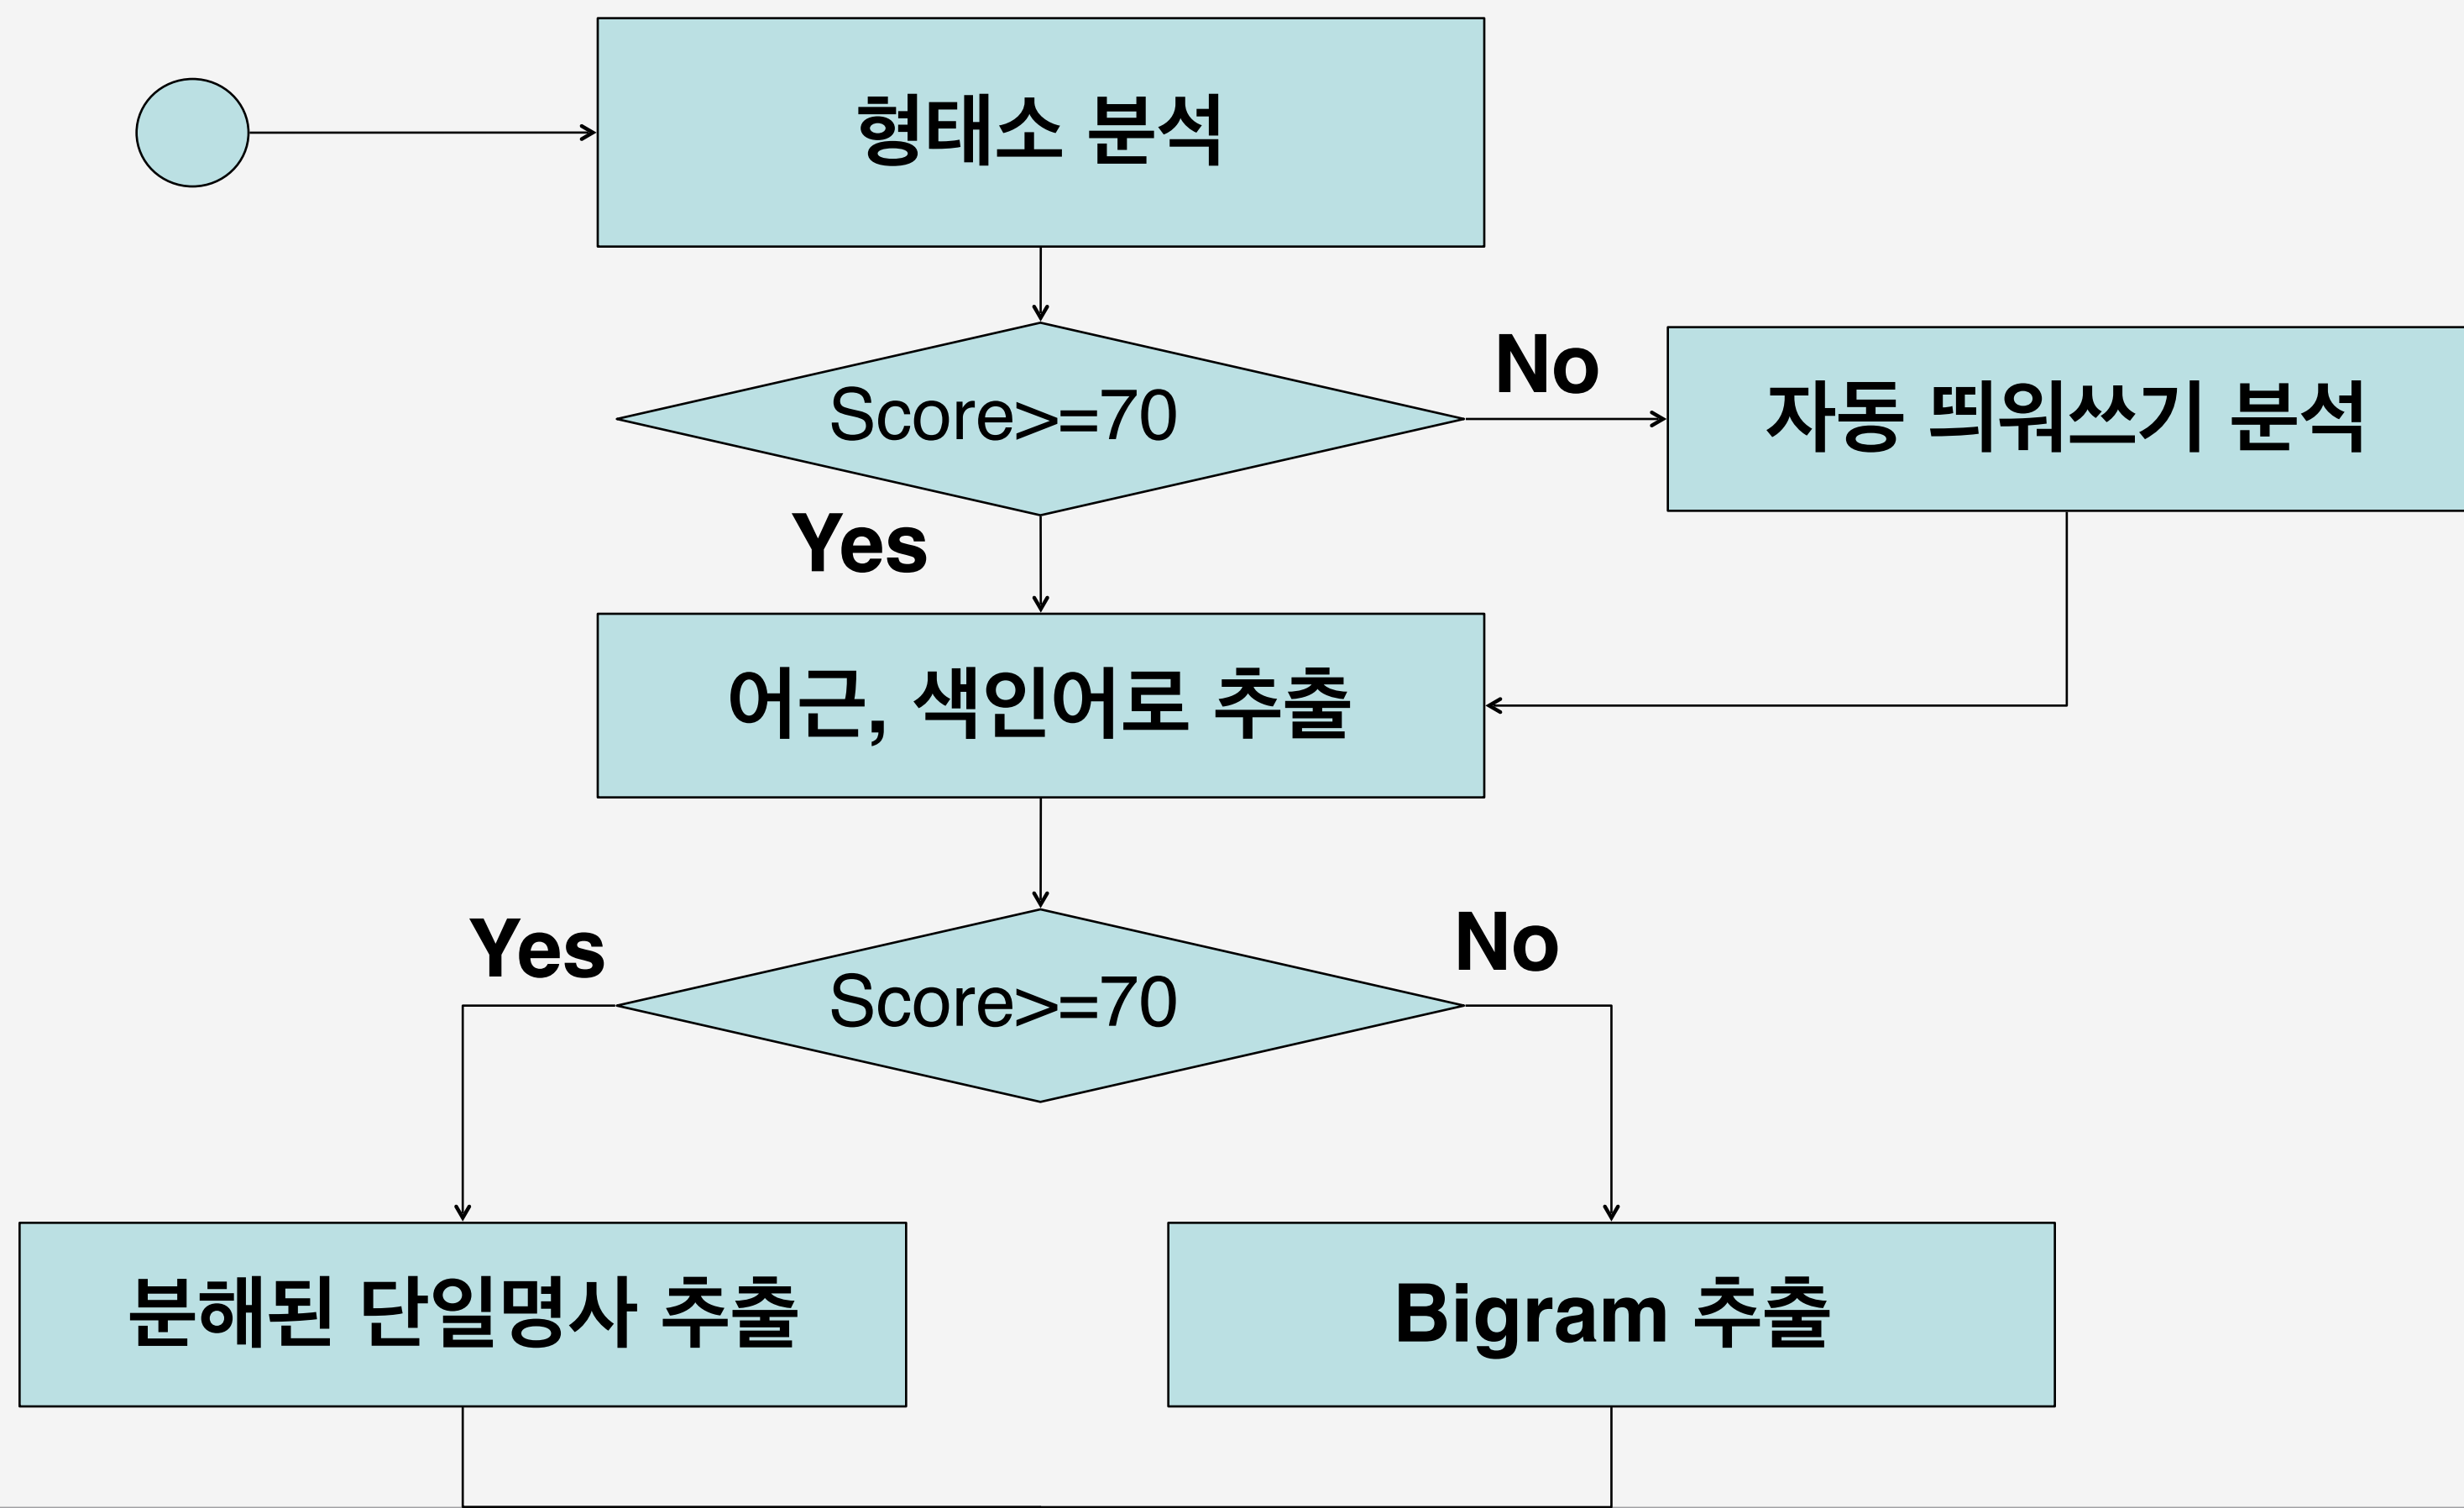 형태소 분석
Score>=70
No
자동 띄워쓰기 분석
Yes
어근, 색인어로 추출
Yes
No
Score>=70
분해된 단일명사 추출
Bigram 추출